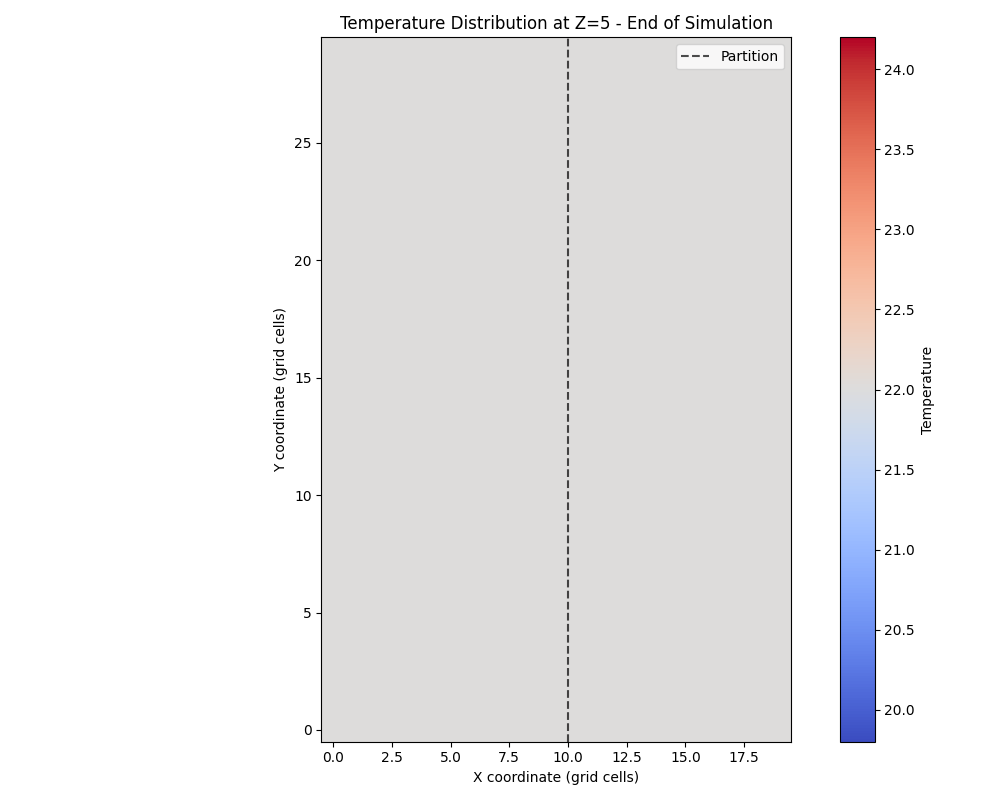 Temperature Distribution at Z=5 - End of Simulation
Partition
25
20
15
10
5
0
Y coordinate (grid cells)
0.0 2.5 5.0 7.5 10.0 12.5 15.0 17.5
X coordinate (grid cells)
24.0
23.5
23.0
22.5
22.0
21.5
21.0
20.5
20.0
Temperature